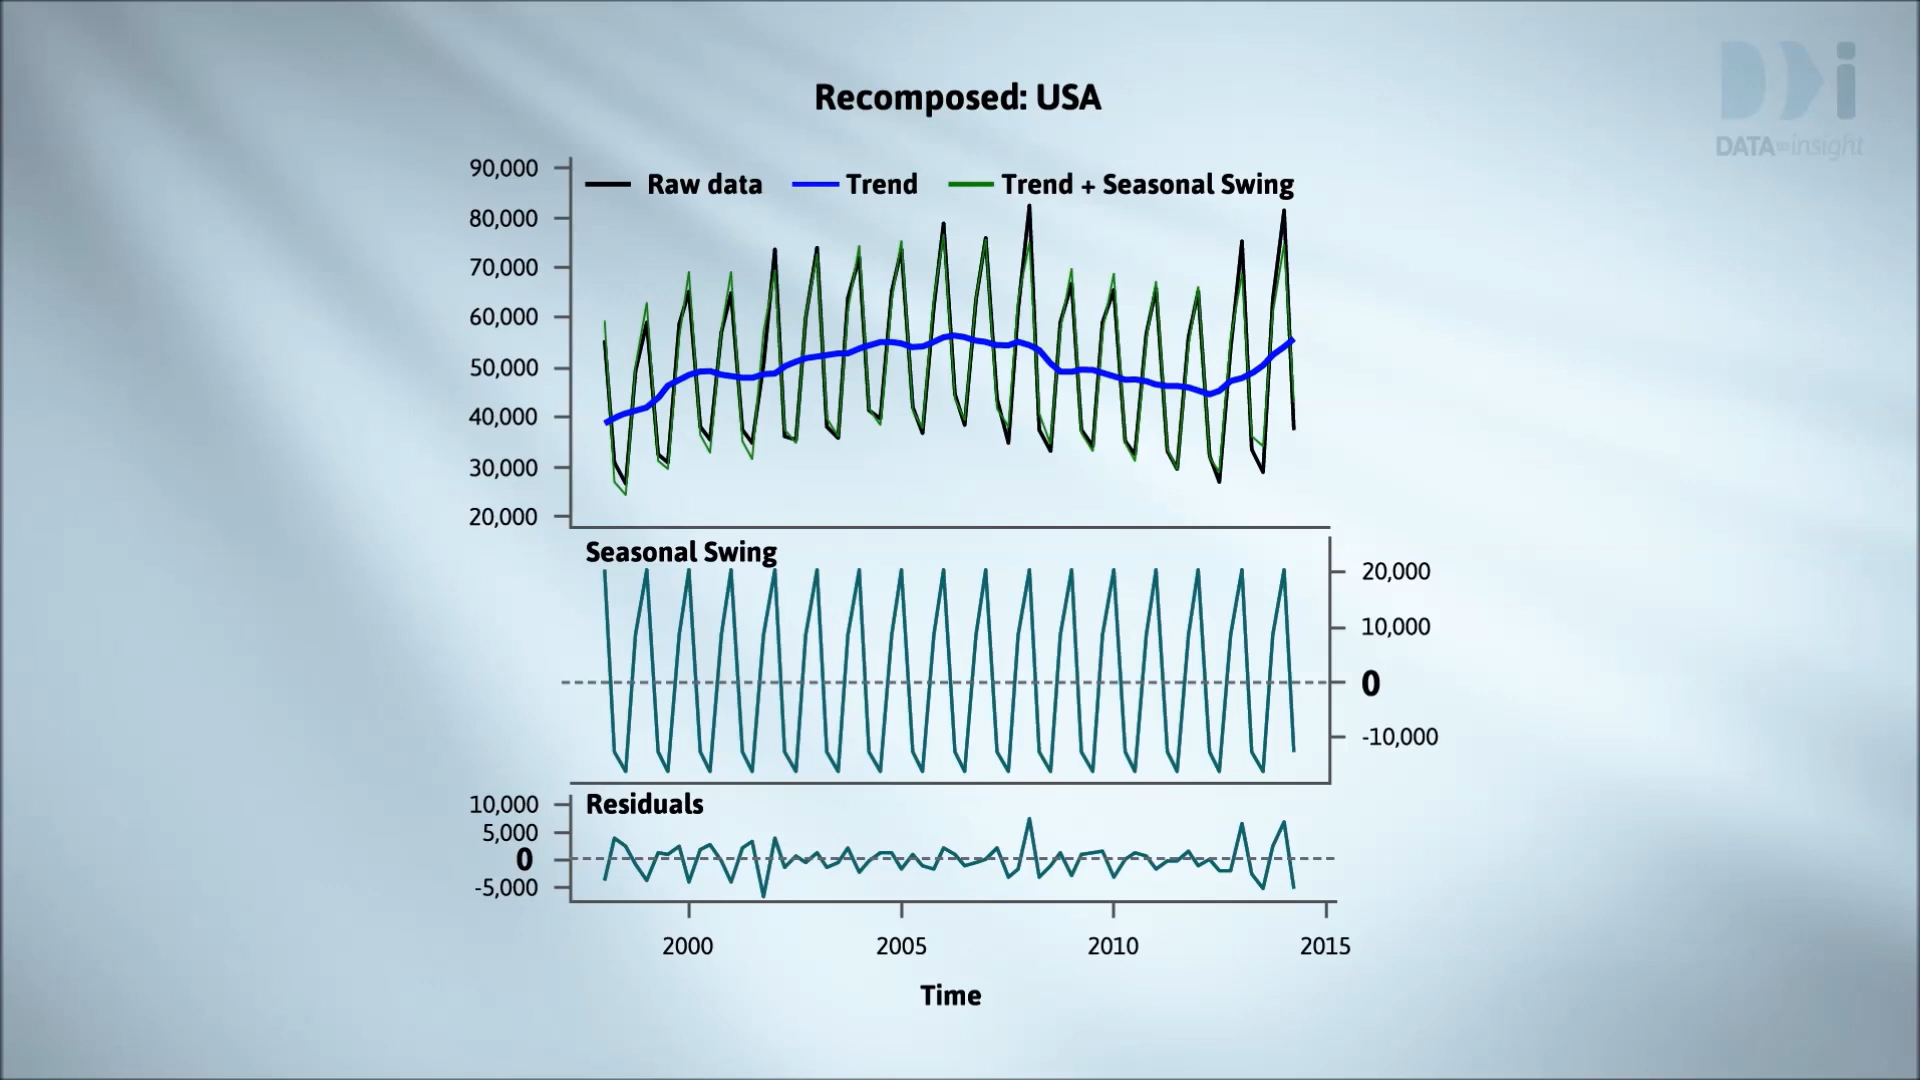 DATA to insight
Recomposed: USA
90,000
80,000
70,000
60,000
50,000
40,000
30,000
20,000
Raw data Trend Trend + Seasonal Swing
Seasonal Swing
20,000
10,000
0
-10,000
Residuals
10,000
5,000
0
-5,000
2000 2005 2010 2015
Time